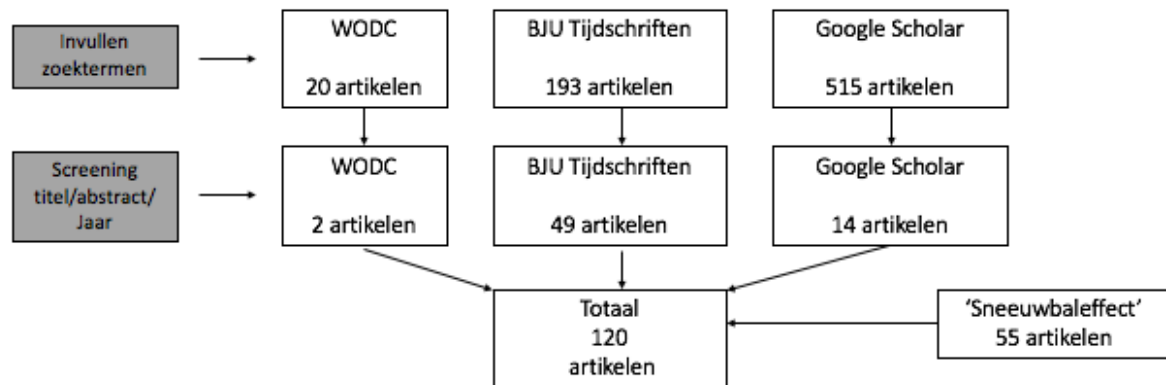 Invullen
zoektermen
WODC
20 artikelen
BJU Tijdschriften
193 artikelen
Google Scholar
515 artikelen
Screening
titel/abstract/
Jaar
WODC
2 artikelen
BJU Tijdschriften
49 artikelen
Google Scholar
14 artikelen
Totaal
120
artikelen
‘Sneeuwbaleffect’
55 artikelen